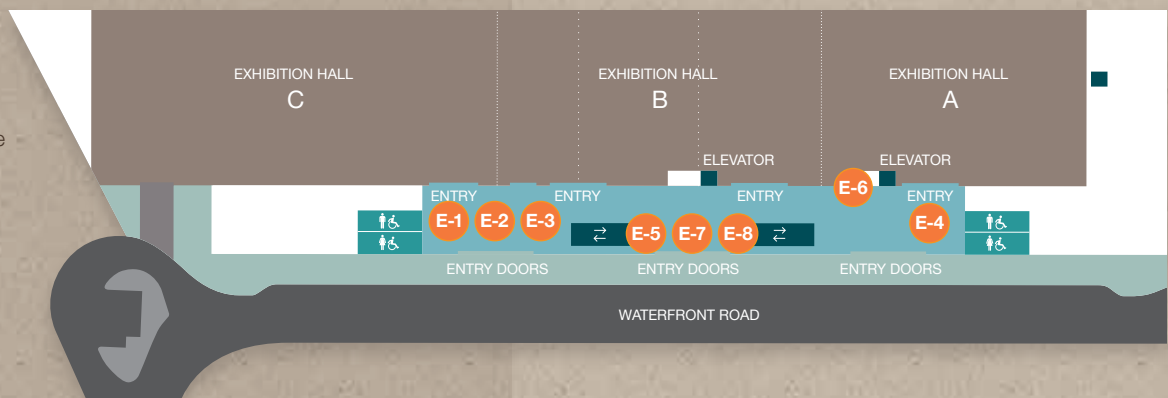 EXHIBITION HALL
C
EXHIBITION HALL
B
EXHIBITION HALL
A
e
ELEVATOR
ELEVATOR
ENTRY
ENTRY
ENTRY
ENTRY
E-6
E-1
E-2
E-3
E-5
E-7
E-8
E-4
ENTRY DOORS
ENTRY DOORS
ENTRY DOORS
WATERFRONT ROAD